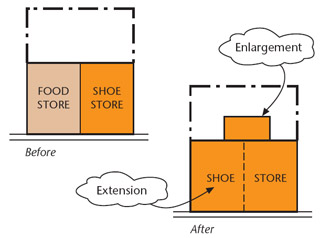 FOOD STORE
SHOE STORE
Before
Enlargement
Extension
SHOE STORE
After